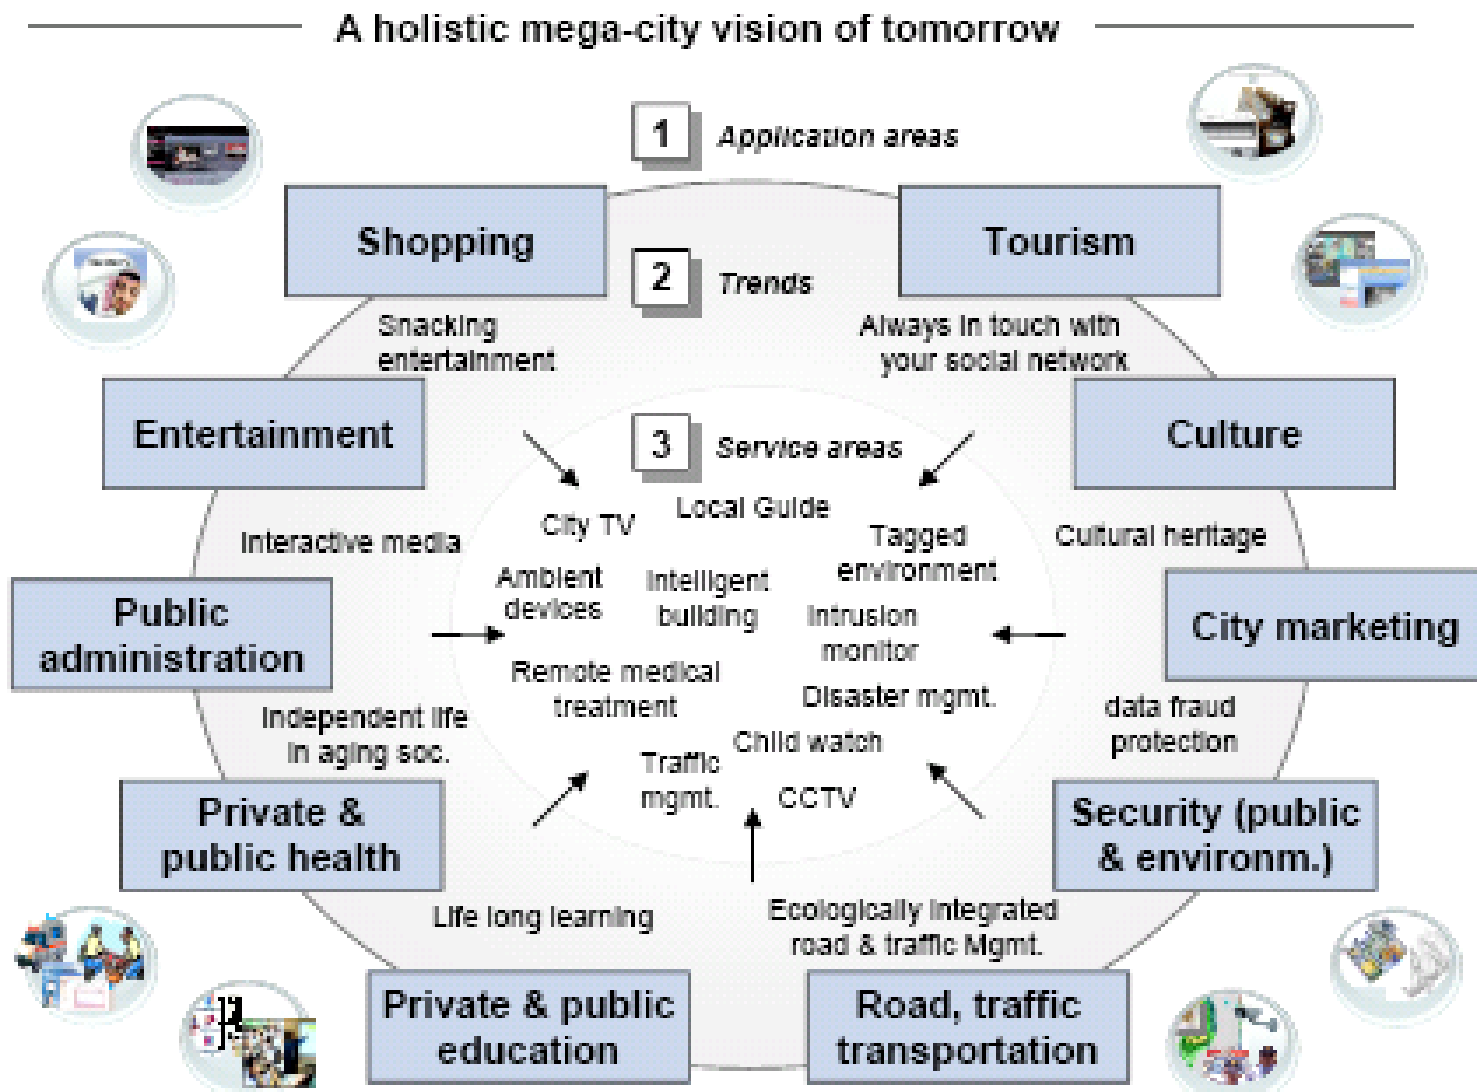 A holistic mega-city vision of tomorrow
1 Application areas
Shopping
Tourism
2 Trends
Snacking
entertainment
Always in touch with
your social network
Entertainment
Culture
3 Service areas
City TV
Local Guide
Tagged
environment
Interactive media
Cultural heritage
Ambient
devices
Intelligent
building
Intrusion
monitor
Public
administration
City marketing
Remote medical
treatment
Disaster mgmt.
Independent life
in aging soc.
data fraud
protection
Child watch
Traffic
mgmt.
CCTV
Private &
public health
Security (public
& environm.)
Life long learning
Ecologically integrated
road & traffic Mgmt.
Private & public
education
Road, traffic
transportation